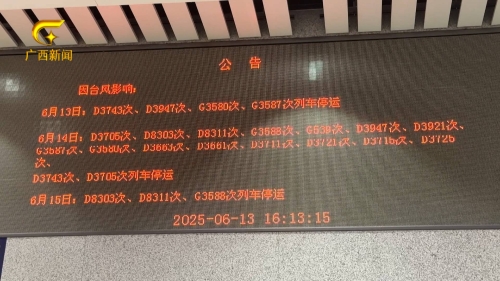 广西新闻
公 告
因台风影响:
6月13日:D3743次、D3947次、G3580次、G3587次列车停运
6月14日:D3705次、D8303次、D8311次、G3588次、G539次、D3947次、D3921次、
G3587次、G3580次、D3663次、D3661次、D3711次、D3721次、D3716次、D3726
次、
D3743次、D3705次列车停运
6月15日:D8303次、D8311次、G3588次列车停运
2025-06-13 16:13:15